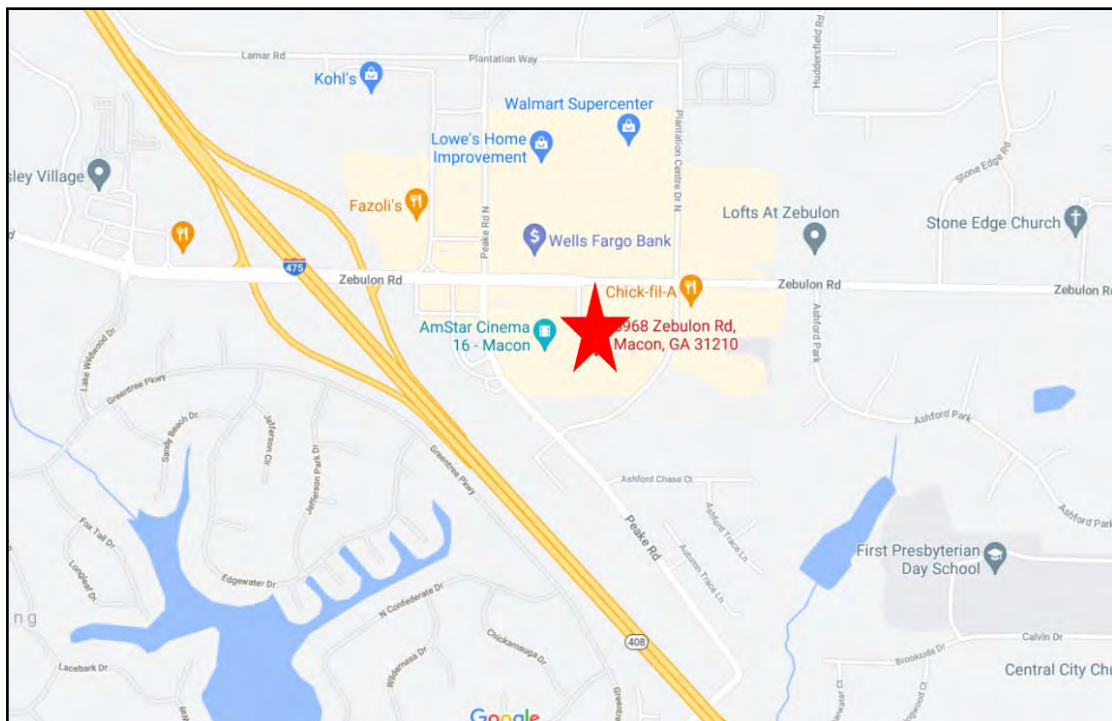 Lamar Rd
Plantation Way
Huppersfield Rd
Kohl's
Walmart Supercenter
Plantation Centre Dr N
Lowe's Home
Improvement
Stone Edge Rd
sley Village
Fazoli's
Peake Rd N
Lofts At Zebulon
Stone Edge Church
Wells Fargo Bank
475
Zebulon Rd
Chick-fil-A
Zebulon Rd
Zebulon Rd
AmStar Cinema
16 - Macon
968 Zebulon Rd,
Macon, GA 31210
Lake Wildwood Dr
Greentree Pkwy
Ashford Park
Sandy Beach Dr
Jefferson Ctr
Jefferson Park Dr
Greentree Pkwy
Ashford Park
Ashford Chase Ct
Ashford Trace Ln
Peake Rd
Ashford Park
Fox Tail Dr
Longleaf Dr
Edgewater Dr
Autumn Trace Ln
First Presbyterian
Day School
ng
N Confederate Dr
Chickamauga Dr
408
Calvin Dr
Brookside Dr
Lacebark Dr
Wilderness Dr
Central City Chu
Google